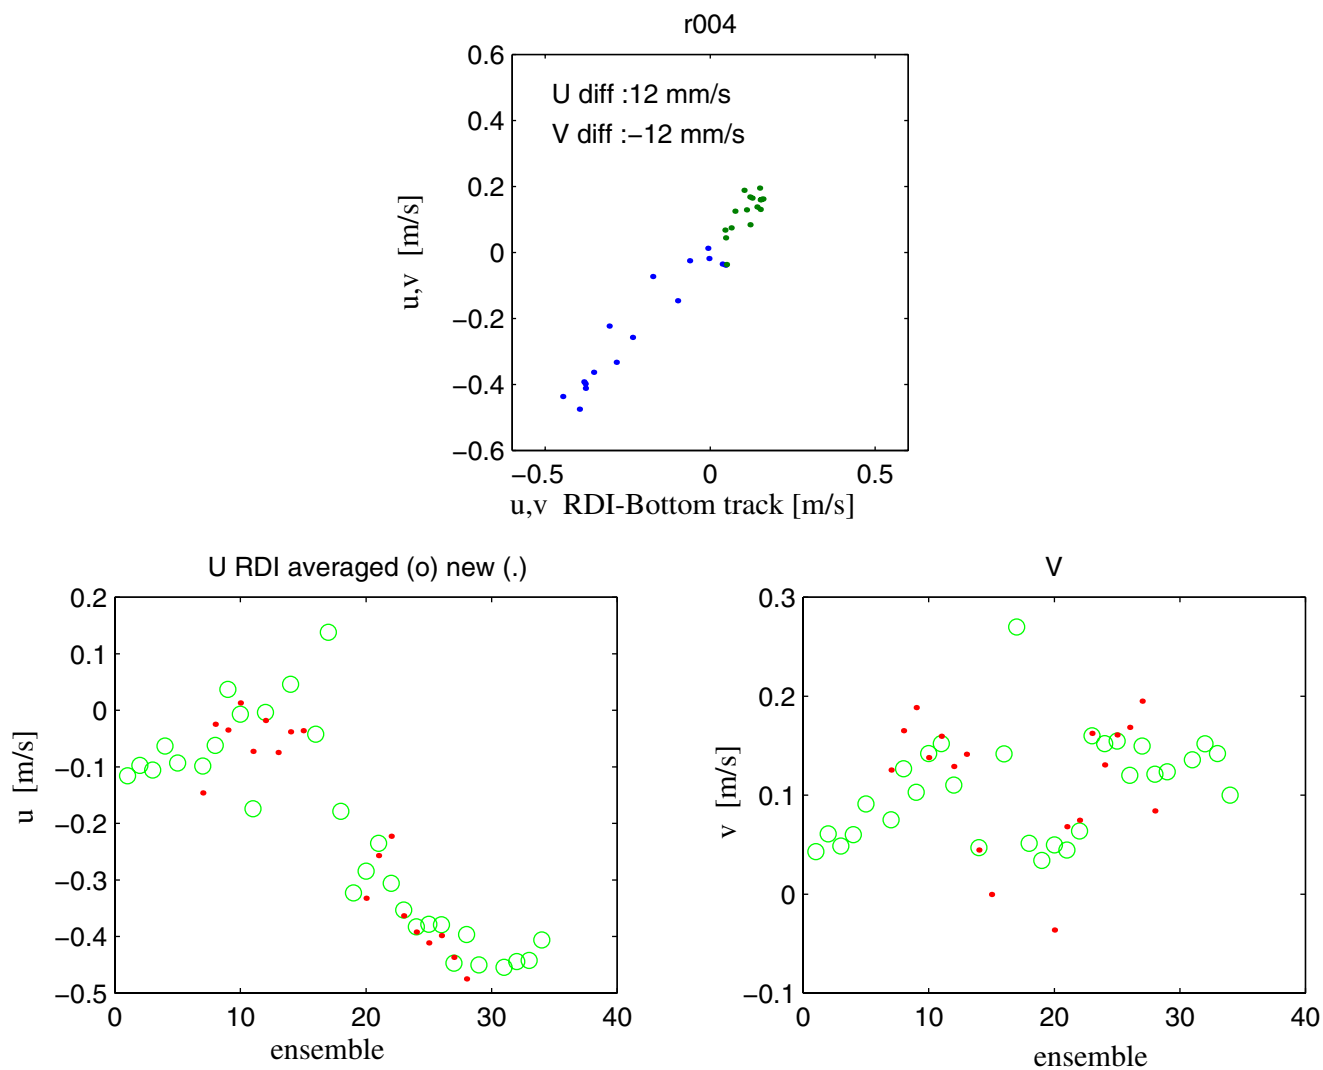 r004
0.6
0.4
0.2
0
−0.2
−0.4
−0.6
u,v [m/s]
U diff :12 mm/s
V diff :−12 mm/s
−0.5 0 0.5
u,v RDI-Bottom track [m/s]
U RDI averaged (o) new (.)
0.2
0.1
0
−0.1
−0.2
−0.3
−0.4
−0.5
u [m/s]
0 10 20 30 40
ensemble
V
0.3
0.2
0.1
0
−0.1
v [m/s]
0 10 20 30 40
ensemble